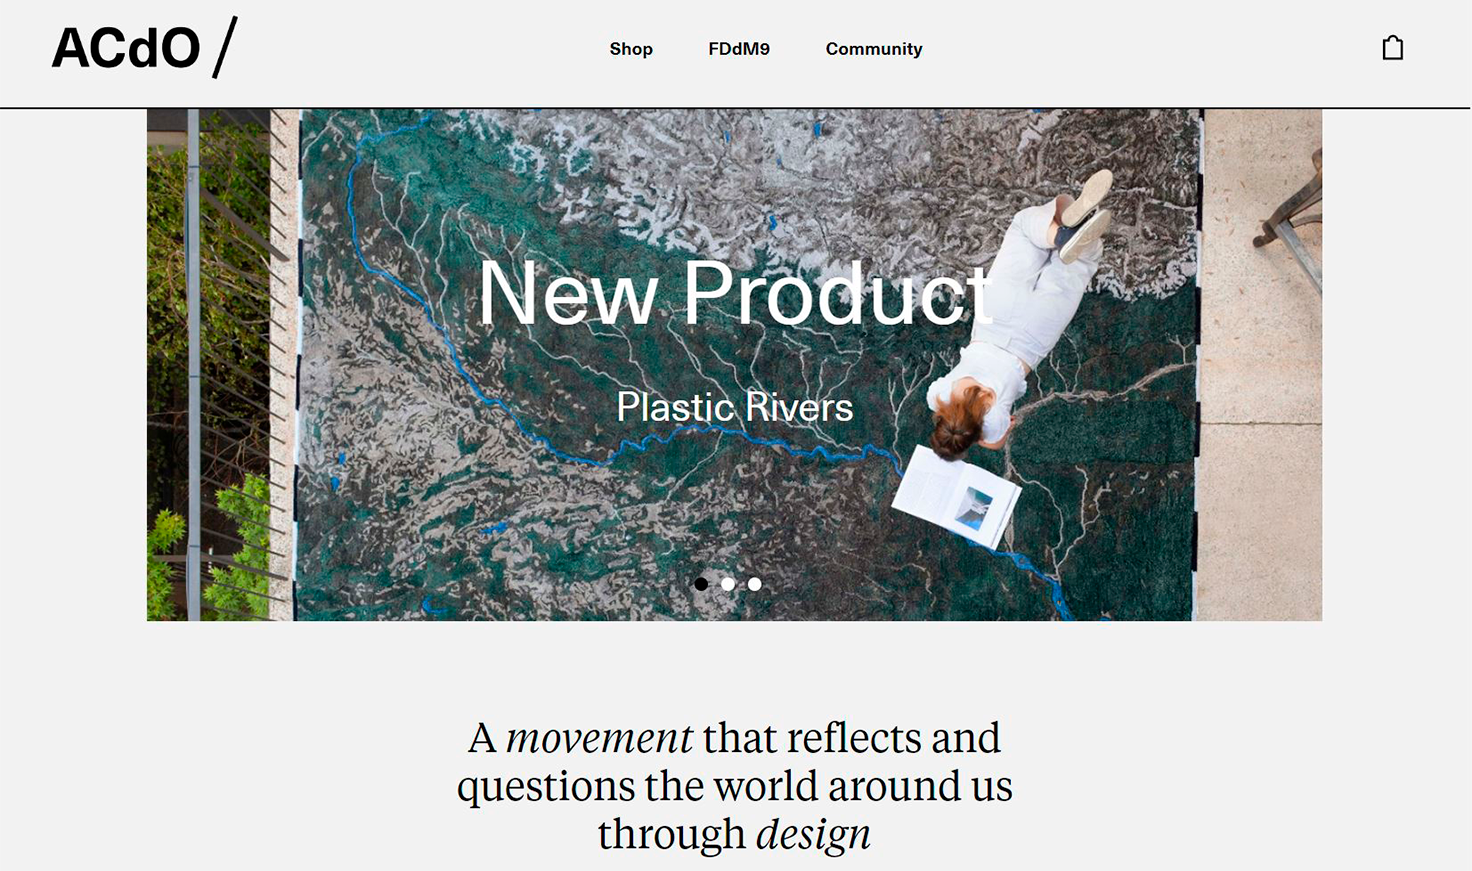 ACdO /
Shop FDdM9 Community
New Product
Plastic Rivers
A movement that reflects and
questions the world around us
through design